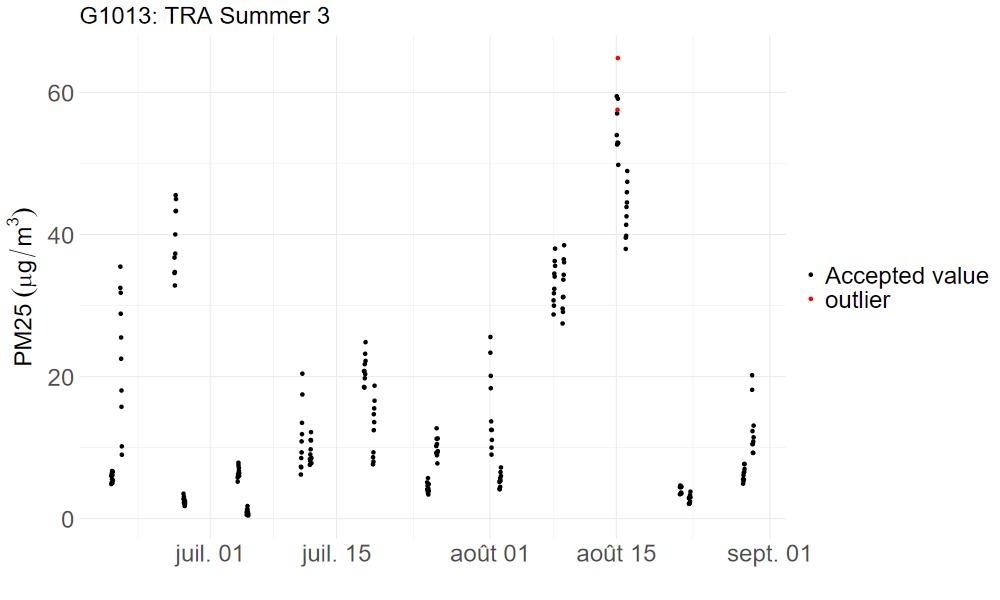 G1013: TRA Summer 3
PM25 (μg/m³)
60
40
20
0
juil. 01
juil. 15
août 01
août 15
sept. 01
Accepted value
outlier